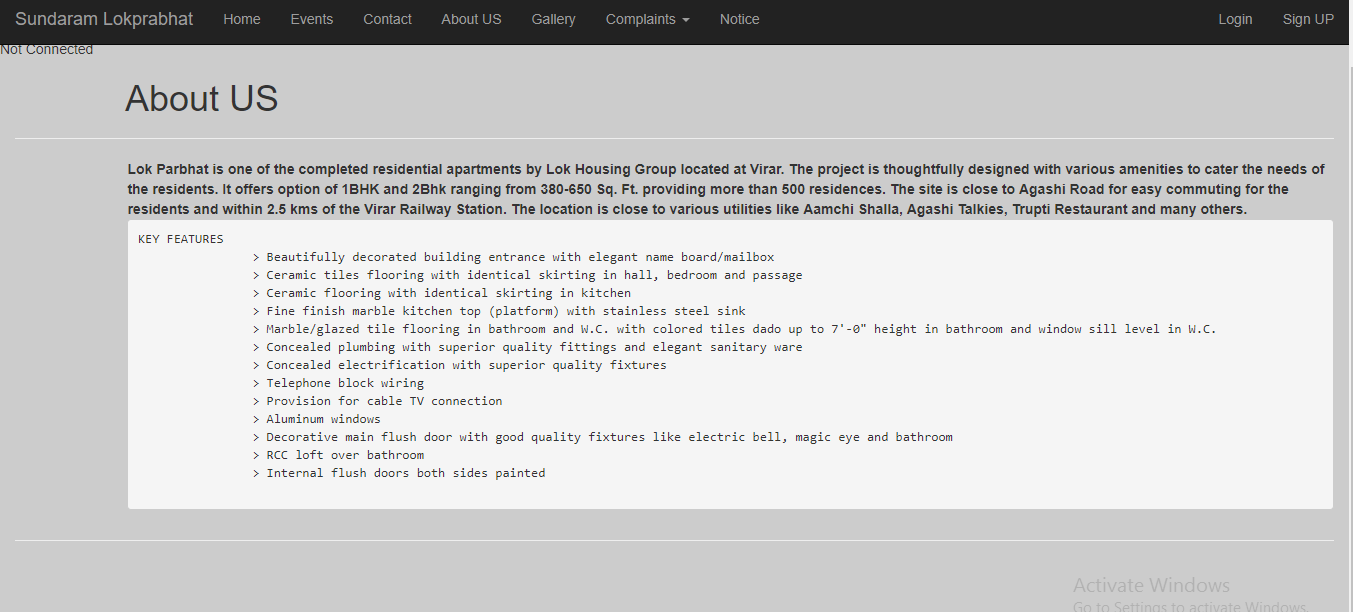 Sundaram Lokprabhat Home Events Contact About US Gallery Complaints Notice Login Sign UP
Not Connected
About US
Lok Parbhat is one of the completed residential apartments by Lok Housing Group located at Virar. The project is thoughtfully designed with various amenities to cater the needs of
the residents. It offers option of 1BHK and 2Bhk ranging from 380-650 Sq. Ft. providing more than 500 residences. The site is close to Agashi Road for easy commuting for the
residents and within 2.5 kms of the Virar Railway Station. The location is close to various utilities like Aamchi Shalla, Agashi Talkies, Trupti Restaurant and many others.
KEY FEATURES
> Beautifully decorated building entrance with elegant name board/mailbox
> Ceramic tiles flooring with identical skirting in hall, bedroom and passage
> Ceramic flooring with identical skirting in kitchen
> Fine finish marble kitchen top (platform) with stainless steel sink
> Marble/glazed tile flooring in bathroom and W.C. with colored tiles dado up to 7'-0" height in bathroom and window sill level in W.C.
> Concealed plumbing with superior quality fittings and elegant sanitary ware
> Concealed electrification with superior quality fixtures
> Telephone block wiring
> Provision for cable TV connection
> Aluminum windows
> Decorative main flush door with good quality fixtures like electric bell, magic eye and bathroom
> RCC loft over bathroom
> Internal flush doors both sides painted
Activate Windows
Go to Settings to activate Windows.